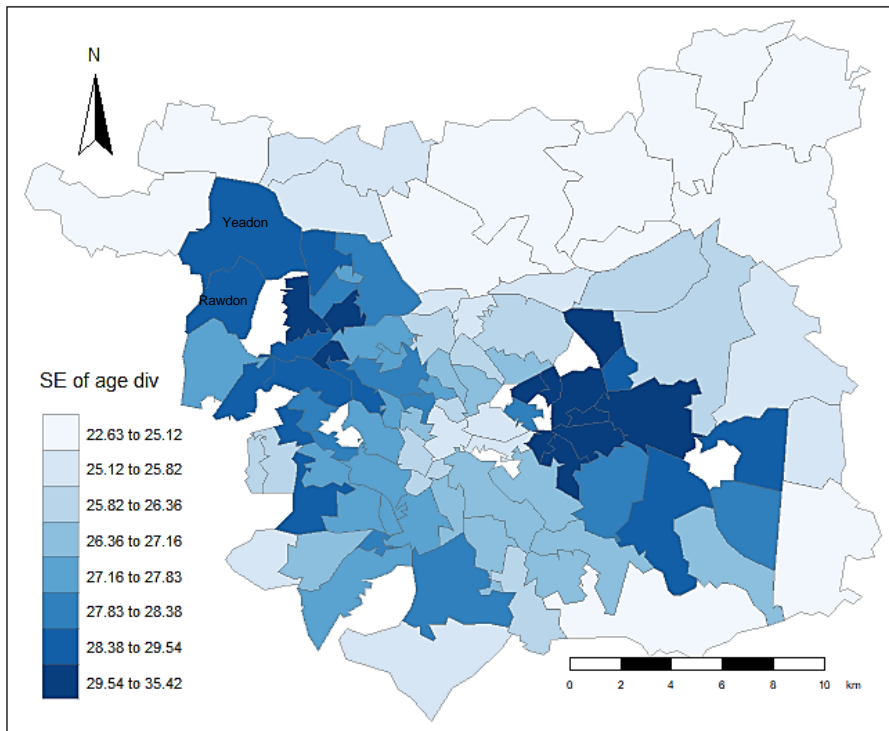 N
Yeadon
Rawdon
SE of age div
22.63 to 25.12
25.12 to 25.82
25.82 to 26.36
26.36 to 27.16
27.16 to 27.83
27.83 to 28.38
28.38 to 29.54
29.54 to 35.42
0 2 4 6 8 10 km